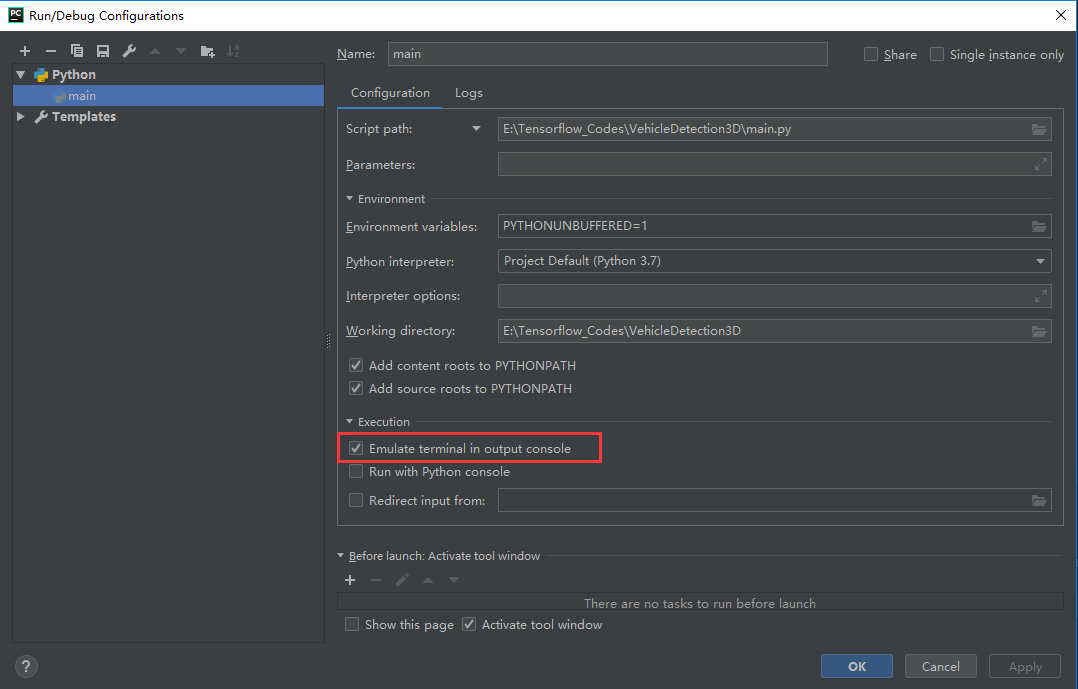 PC Run/Debug Configurations
Python
main
Templates
Name: main Share Single instance only
Configuration Logs
Script path: E:\Tensorflow_Codes\VehicleDetection3D\main.py
Parameters:
Environment
Environment variables: PYTHONUNBUFFERED=1
Python interpreter: Project Default (Python 3.7)
Interpreter options:
Working directory: E:\Tensorflow_Codes\VehicleDetection3D
Add content roots to PYTHONPATH
Add source roots to PYTHONPATH
Execution
Emulate terminal in output console
Run with Python console
Redirect input from:
Before launch: Activate tool window
There are no tasks to run before launch
Show this page Activate tool window
? OK Cancel Apply